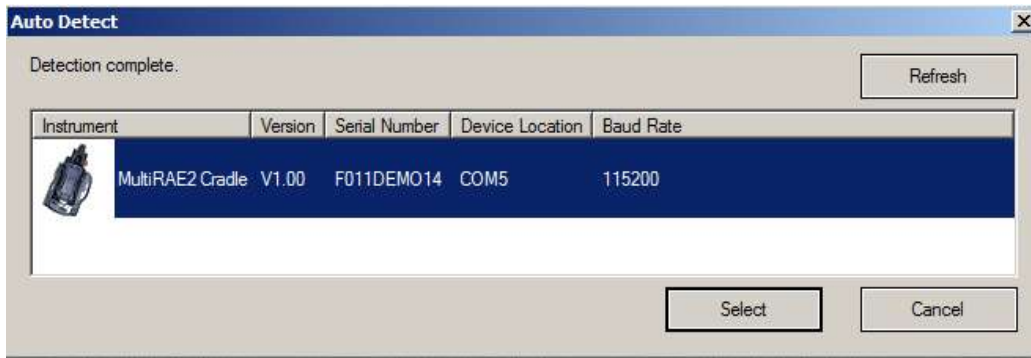 Auto Detect
Detection complete.
Refresh
Instrument Version Serial Number Device Location Baud Rate
MultiRAE2 Cradle V1.00 F011DEMO14 COM5 115200
Select Cancel